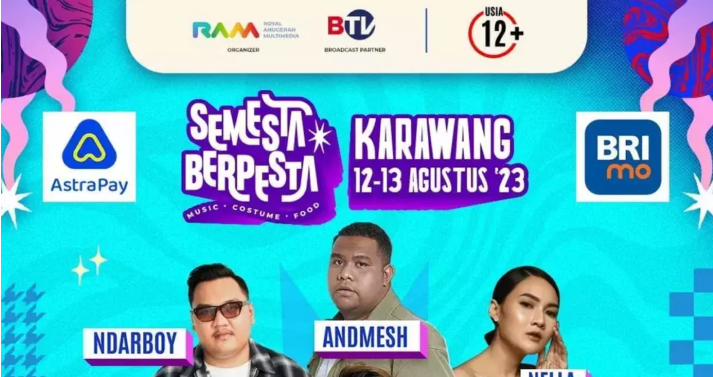 RAM ROYAL ANUGERAH MULTIMEDIA
ORGANIZER
BTV
BROADCAST PARTNER
USIA
12+
SEMESTA
BERPESTA
MUSIC • COSTUME • FOOD
KARAWANG
12-13 AGUSTUS '23
AstraPay
BRI
mo
NDARBOY
ANDMESH
NELLA